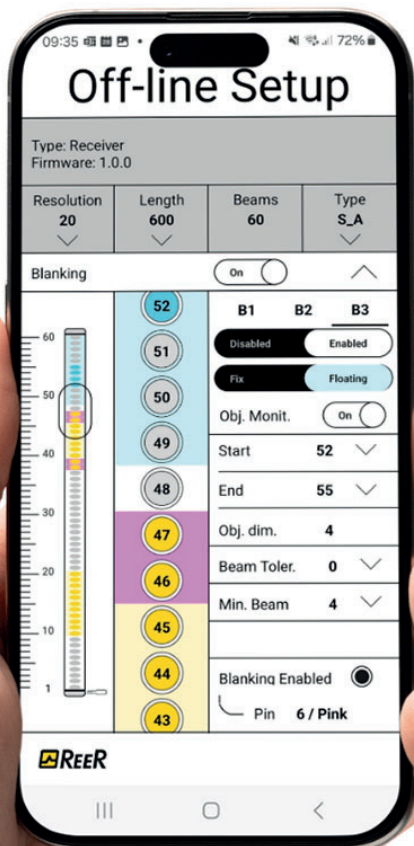 09:35 72%
Off-line Setup
Type: Receiver
Firmware: 1.0.0
Resolution Length Beams Type
20 600 60 S_A
Blanking On
B1 B2 B3
Disabled Enabled
Fix Floating
Obj. Monit. On
Start 52
End 55
Obj. dim. 4
Beam Toler. 0
Min. Beam 4
Blanking Enabled
Pin 6 / Pink
60
50
40
30
20
10
1
52
51
50
49
48
47
46
45
44
43
REER